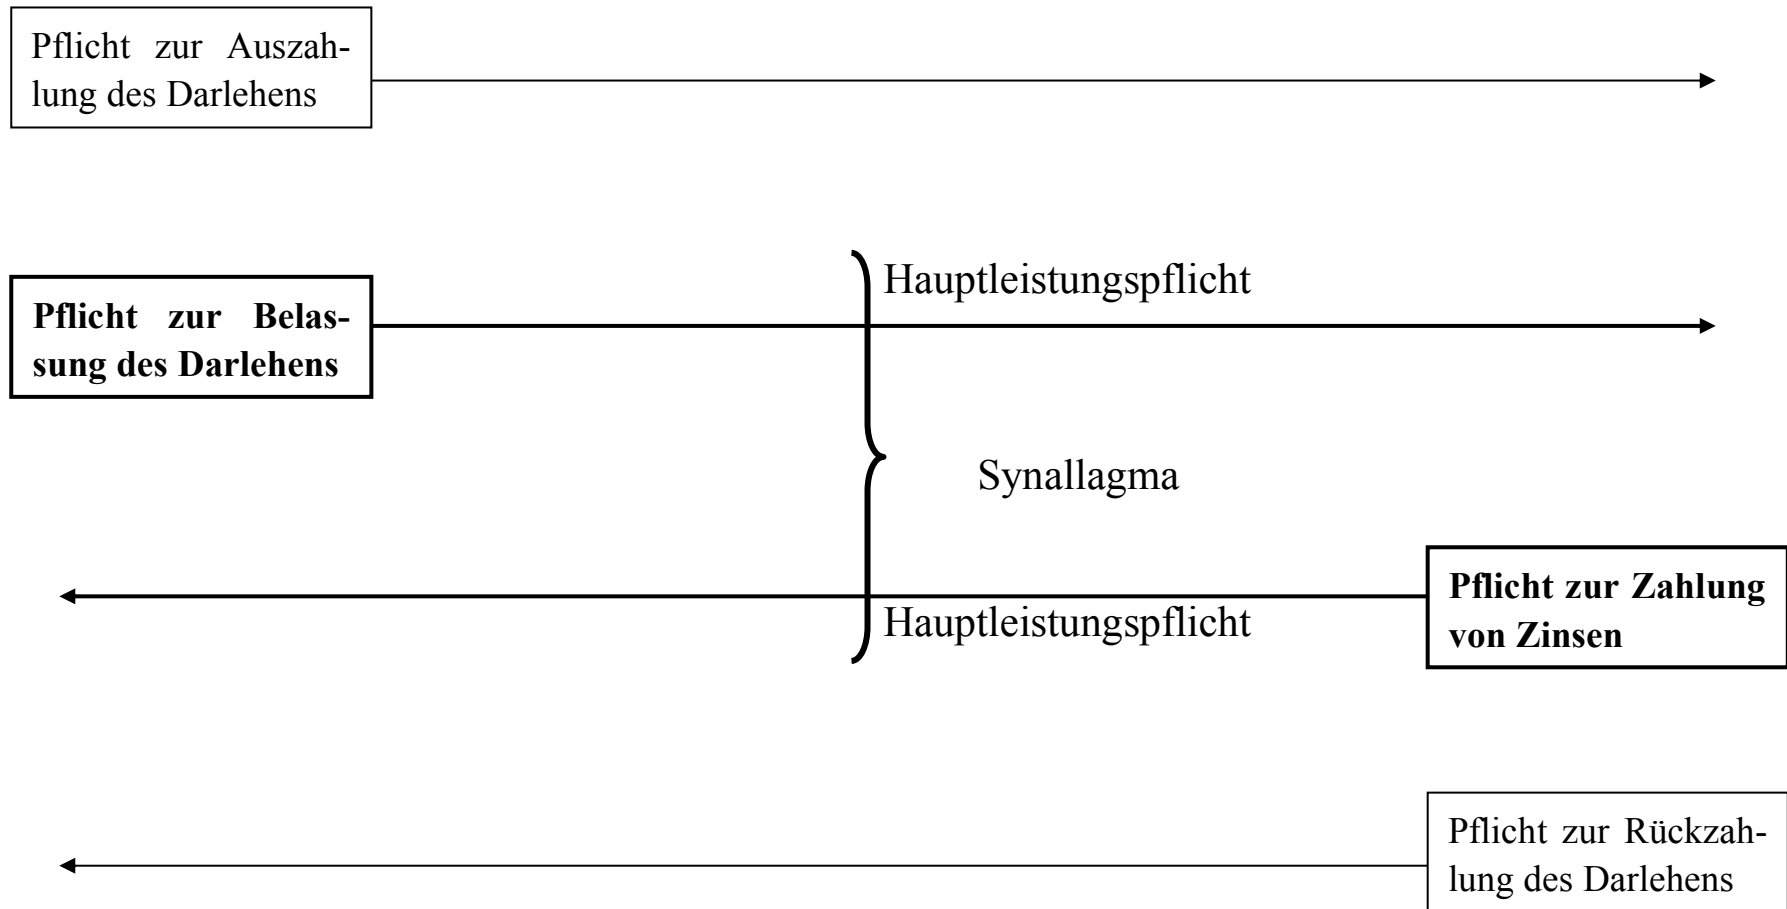 Pflicht zur Auszah-
lung des Darlehens
Hauptleistungspflicht
Pflicht zur Belas-
sung des Darlehens
Synallagma
Pflicht zur Zahlung
von Zinsen
Hauptleistungspflicht
Pflicht zur Rückzah-
lung des Darlehens